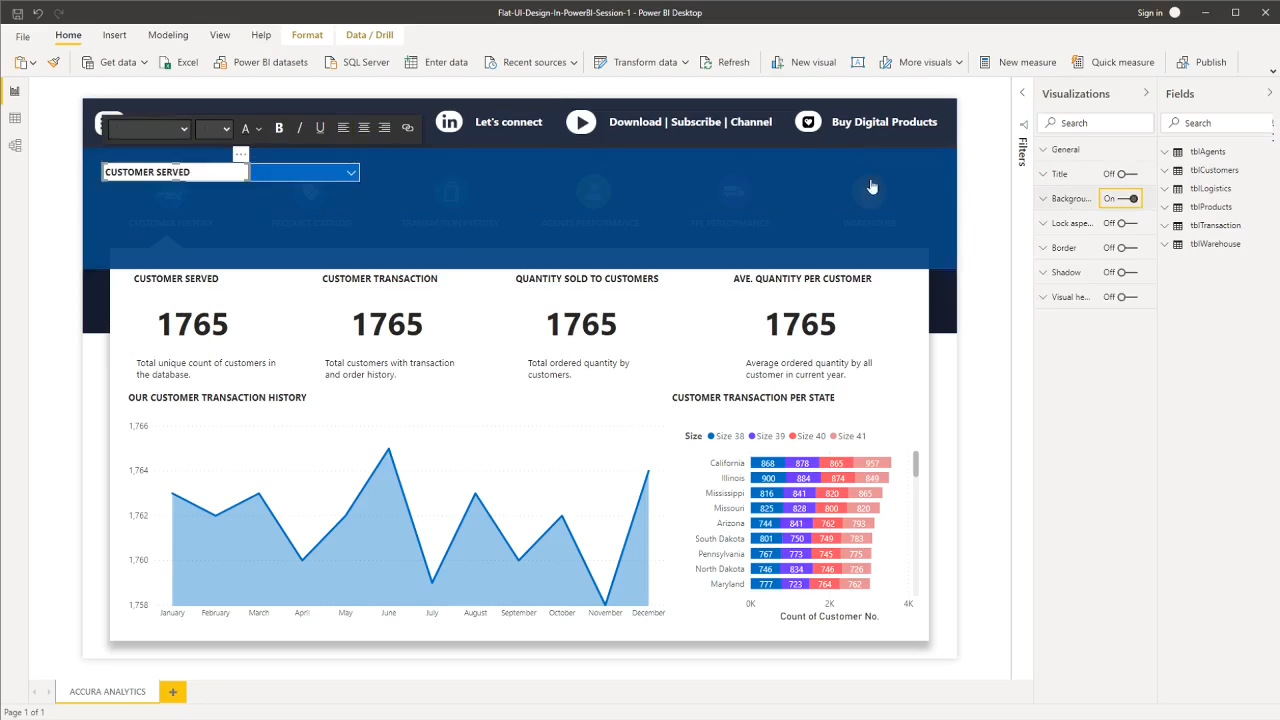 Flat-UI-Design-In-PowerBI-Session-1 - Power BI Desktop
Sign in
File Home Insert Modeling View Help Format Data / Drill
Get data Excel Power BI datasets SQL Server Enter data Recent sources Transform data Refresh New visual More visuals New measure Quick measure Publish
Let's connect
Download | Subscribe | Channel
Buy Digital Products
A B I U
CUSTOMER SERVED
CUSTOMER HISTORY PRODUCT CATALOG TRANSACTION HISTORY AGENTS PERFORMANCE
CUSTOMER SERVED CUSTOMER TRANSACTION QUANTITY SOLD TO CUSTOMERS AVE. QUANTITY PER CUSTOMER
1765 1765 1765 1765
Total unique count of customers in
the database.
Total customers with transaction
and order history.
Total ordered quantity by
customers.
Average ordered quantity by all
customer in current year.
OUR CUSTOMER TRANSACTION HISTORY
1,766
1,764
1,762
1,760
1,758
January February March April May June July August September October November December
CUSTOMER TRANSACTION PER STATE
Size Size 38 Size 39 Size 40 Size 41
California 868 878 865 957
Illinois 900 884 874 849
Mississippi 816 841 820 865
Missouri 825 828 800 820
Arizona 744 841 762 793
South Dakota 801 750 749 783
Pennsylvania 767 773 745 775
North Dakota 746 834 746 726
Maryland 777 723 764 762
0K 2K 4K
Count of Customer No.
Filters
Visualizations
Search
General
Title Off
Backgrou... On
Lock aspe... Off
Border Off
Shadow Off
Visual he... Off
Fields
Search
tblAgents
tblCustomers
tblLogistics
tblProducts
tblTransaction
tblWarehouse
ACCURA ANALYTICS
Page 1 of 1